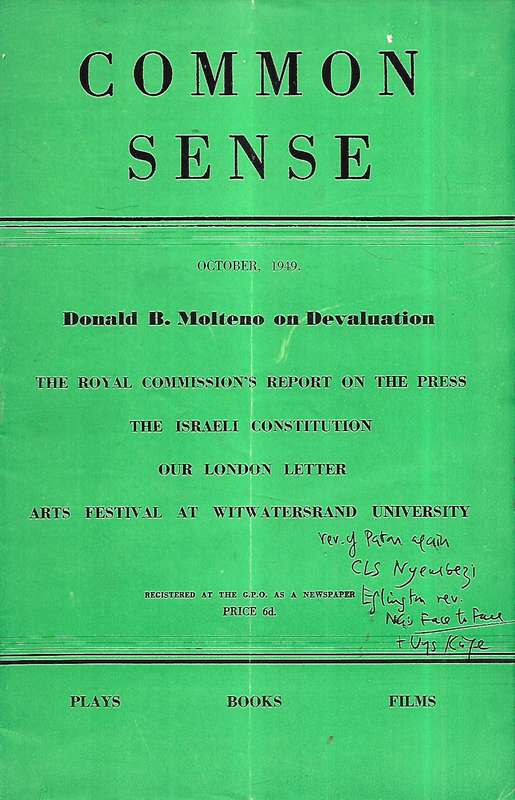 COMMON
SENSE
OCTOBER, 1949.
Donald B. Molteno on Devaluation
THE ROYAL COMMISSION'S REPORT ON THE PRESS
THE ISRAELI CONSTITUTION
OUR LONDON LETTER
ARTS FESTIVAL AT WITWATERSRAND UNIVERSITY
rev. of Paton again
CLS Nyembezi
REGISTERED AT THE G.P.O. AS A NEWSPAPER
PRICE 6d.
Eglington rev.
Face to Face
+ Uys Krige
PLAYS BOOKS FILMS